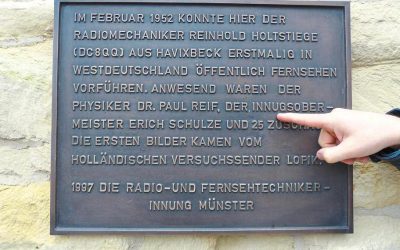 IM FEBRUAR 1952 KONNTE HIER DER
RADIOMECHANIKER REINHOLD HOLTSTIEGE
(DC8QQ) AUS HAVIXBECK ERSTMALIG IN
WESTDEUTSCHLAND ÖFFENTLICH FERNSEHEN
VORFÜHREN. ANWESEND WAREN DER
PHYSIKER DR. PAUL REIF, DER INNUGSOBER-
MEISTER ERICH SCHULZE UND 25
DIE ERSTEN BILDER KAMEN VOM
HOLLÄNDISCHEN VERSUCHSSENDER LOPIK.
1997 DIE RADIO-UND FERNSEHTECHNIKER-
INNUNG MÜNSTER